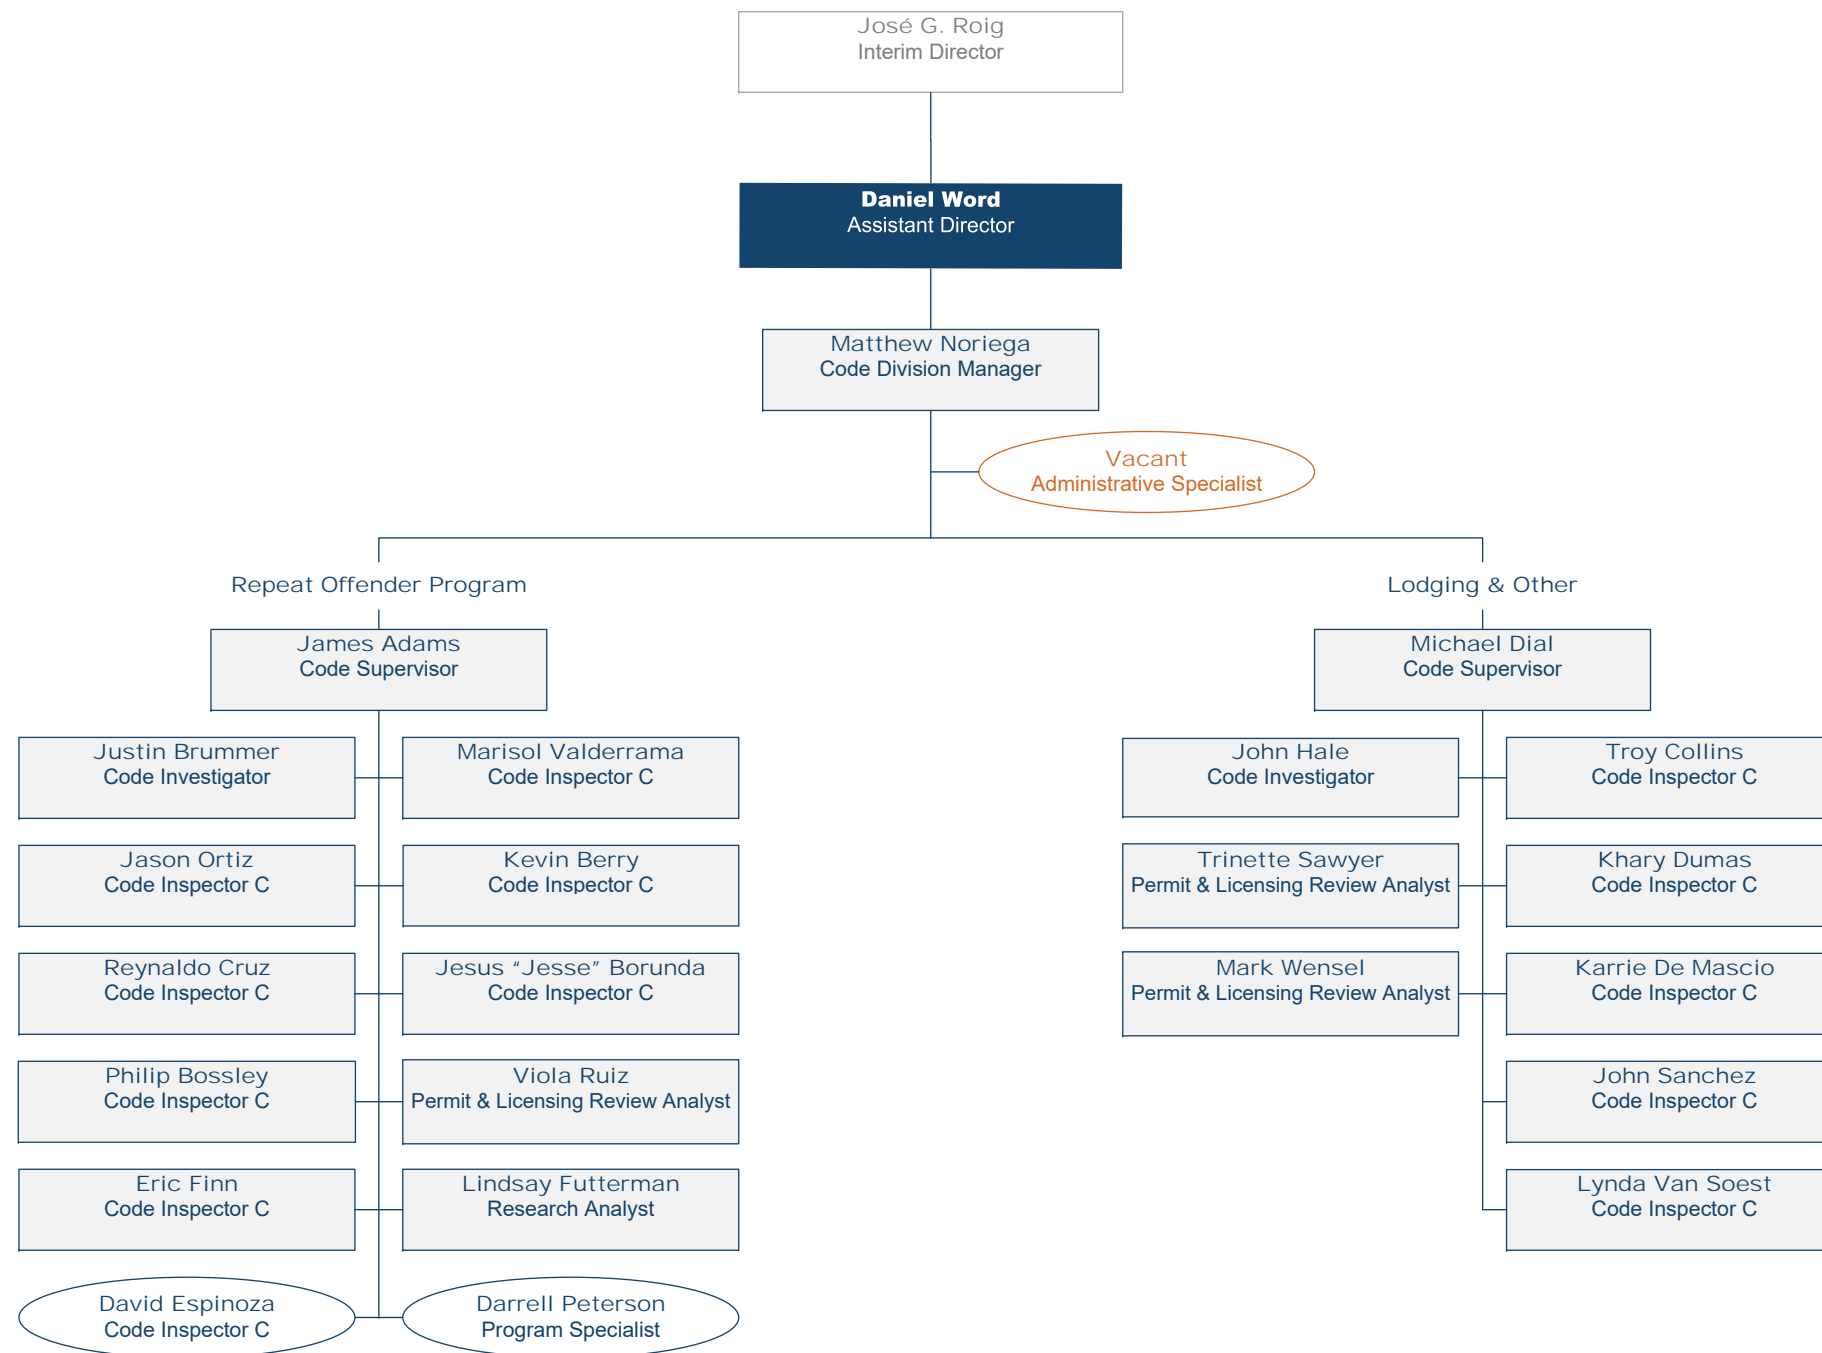 José G. Roig
Interim Director
Daniel Word
Assistant Director
Matthew Noriega
Code Division Manager
Vacant
Administrative Specialist
Repeat Offender Program
James Adams
Code Supervisor
Justin Brummer
Code Investigator
Marisol Valderrama
Code Inspector C
Jason Ortiz
Code Inspector C
Kevin Berry
Code Inspector C
Reynaldo Cruz
Code Inspector C
Jesus “Jesse” Borunda
Code Inspector C
Philip Bossley
Code Inspector C
Viola Ruiz
Permit & Licensing Review Analyst
Eric Finn
Code Inspector C
Lindsay Futterman
Research Analyst
David Espinoza
Code Inspector C
Darrell Peterson
Program Specialist
Lodging & Other
Michael Dial
Code Supervisor
John Hale
Code Investigator
Troy Collins
Code Inspector C
Trinette Sawyer
Permit & Licensing Review Analyst
Khary Dumas
Code Inspector C
Mark Wensel
Permit & Licensing Review Analyst
Karrie De Mascio
Code Inspector C
John Sanchez
Code Inspector C
Lynda Van Soest
Code Inspector C